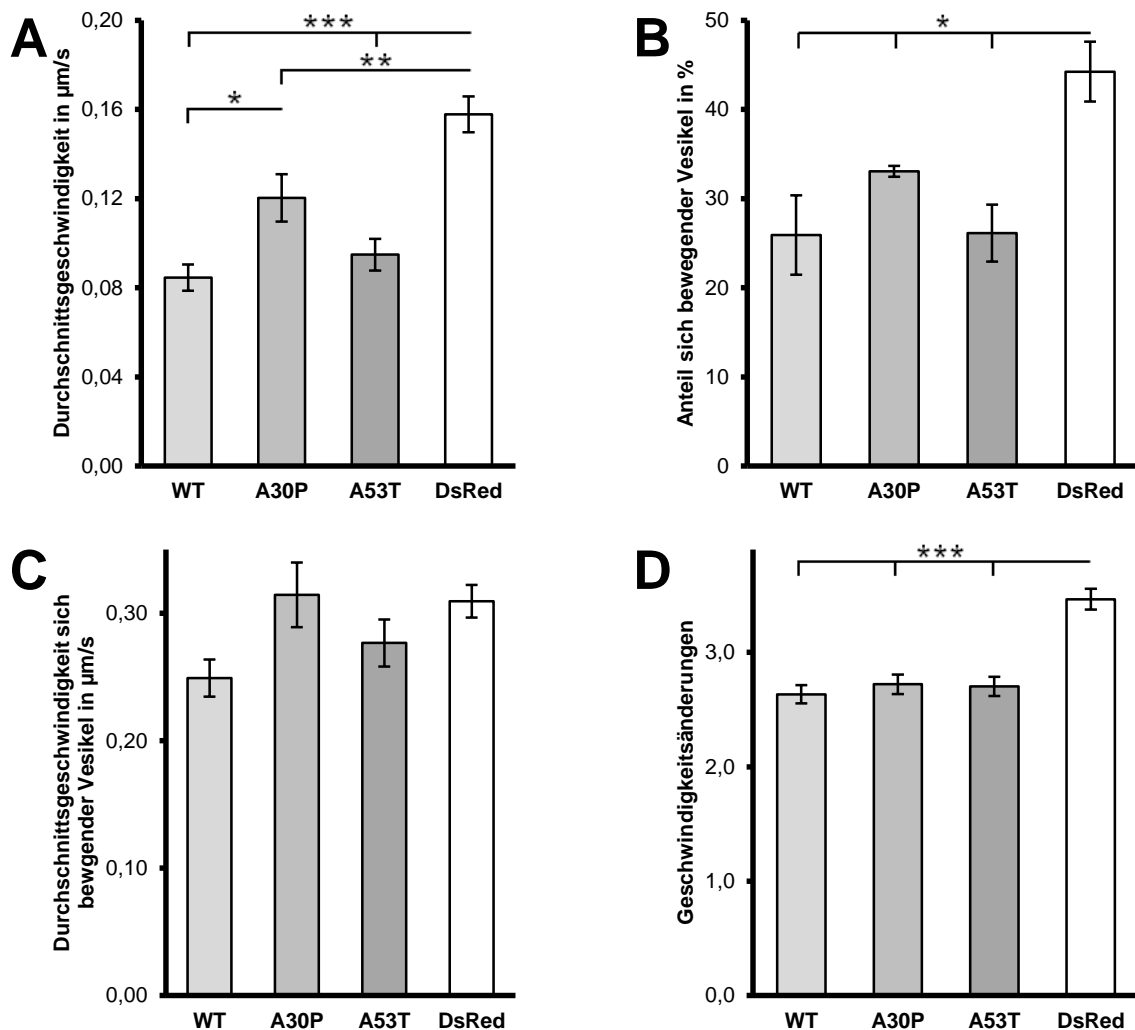 A
Durchschnittsgeschwindigkeit in µm/s
0,20
0,16
0,12
0,08
0,04
0,00
***
**
*
WT A30P A53T DsRed
B
Anteil sich bewegender Vesikel in %
50
40
30
20
10
0
*
WT A30P A53T DsRed
C
Durchschnittsgeschwindigkeit sich
bewgender Vesikel in µm/s
0,30
0,20
0,10
0,00
WT A30P A53T DsRed
D
Geschwindigkeitsänderungen
3,0
2,0
1,0
0,0
***
WT A30P A53T DsRed